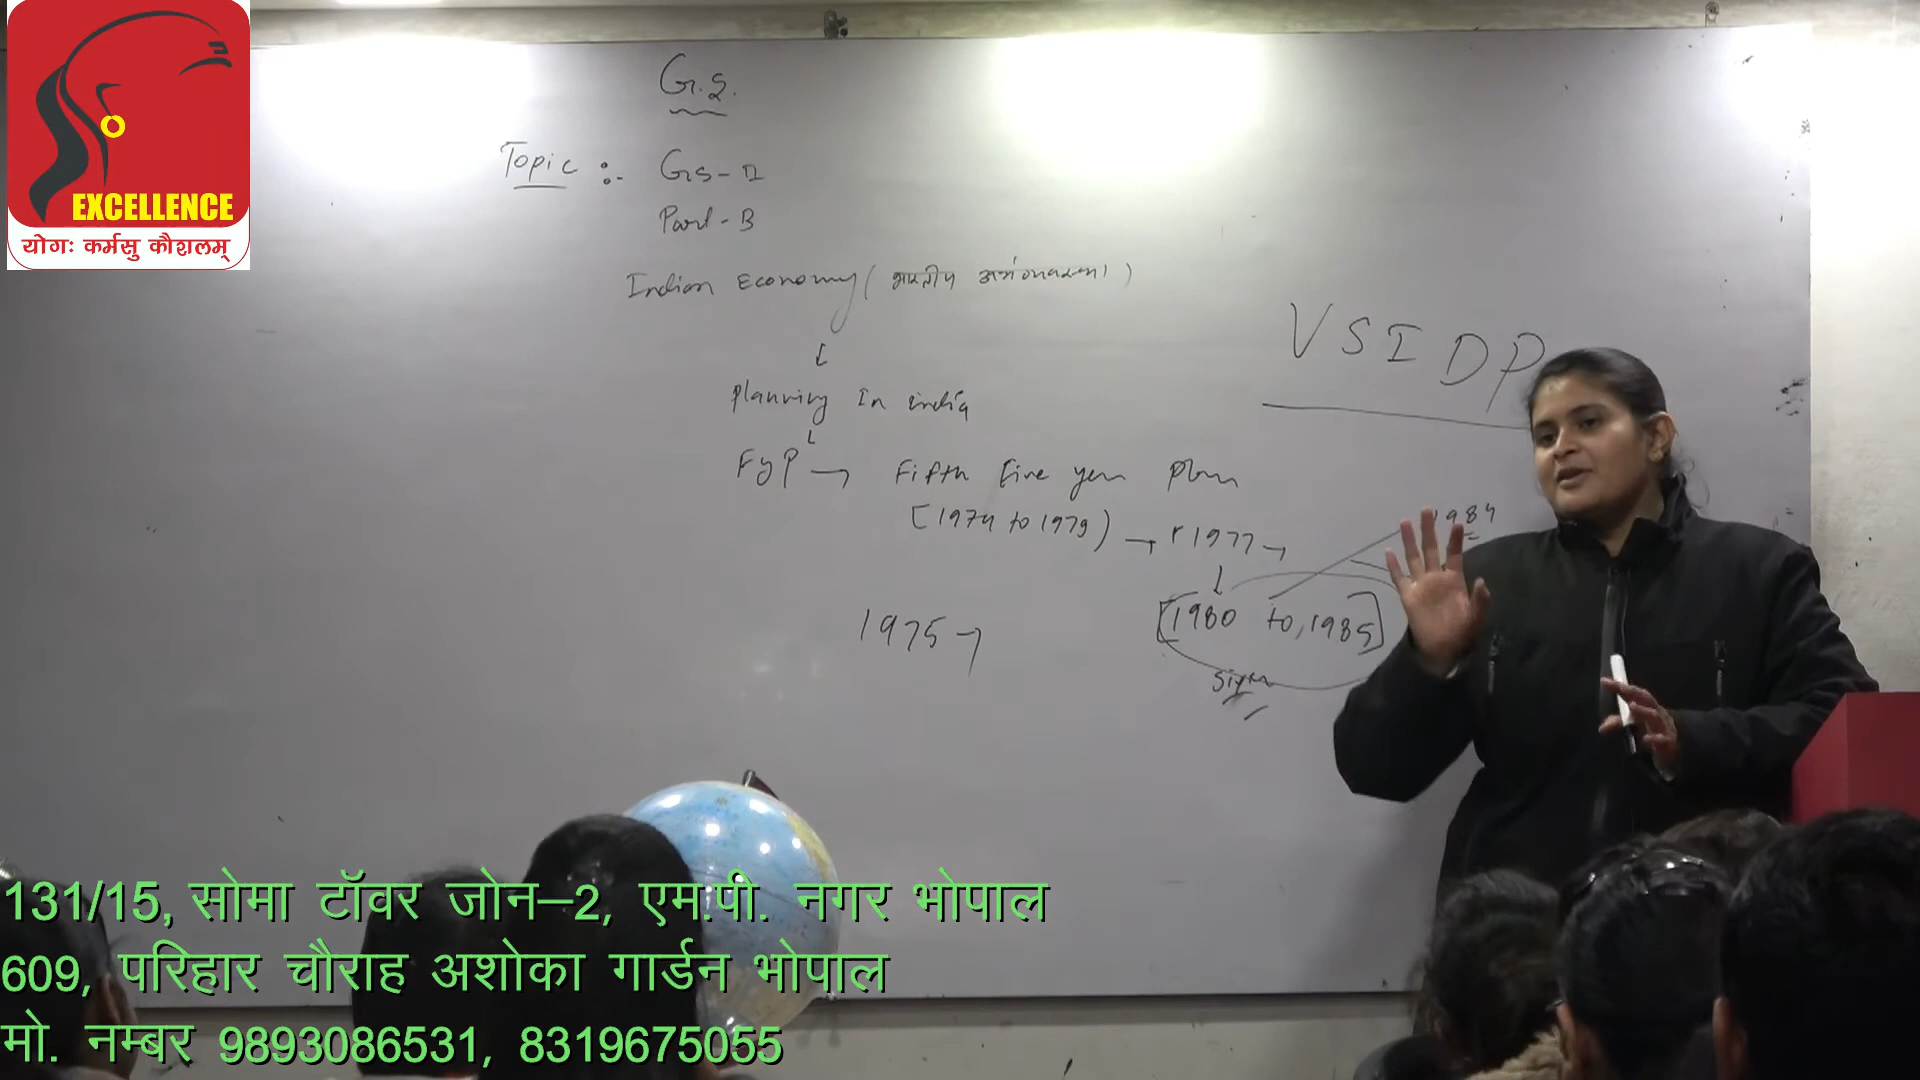 EXCELLENCE
योगः कर्मसु कौशलम्
G.S.
Topic :- GS-II
Part-B
Indian Economy (भारतीय अर्थव्यवस्था)
Planning In india
FyP → Fifth five year Plan
[1974 to 1979) → 1977 →
1984
[1980 to, 1985]
1975 →
VSIDP
131/15, सोमा टॉवर जोन–2, एम.पी. नगर भोपाल
609, परिहार चौराह अशोका गार्डन भोपाल
मो. नम्बर 9893086531, 8319675055